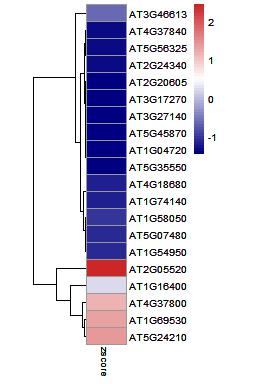 AT3G46613
AT4G37840
AT5G56325
AT2G24340
AT2G20605
AT3G17270
AT3G27140
AT5G45870
AT1G04720
AT5G35550
AT4G18680
AT1G74140
AT1G58050
AT5G07480
AT1G54950
AT2G05520
AT1G16400
AT4G37800
AT1G69530
AT5G24210
2
1
0
-1
zscore